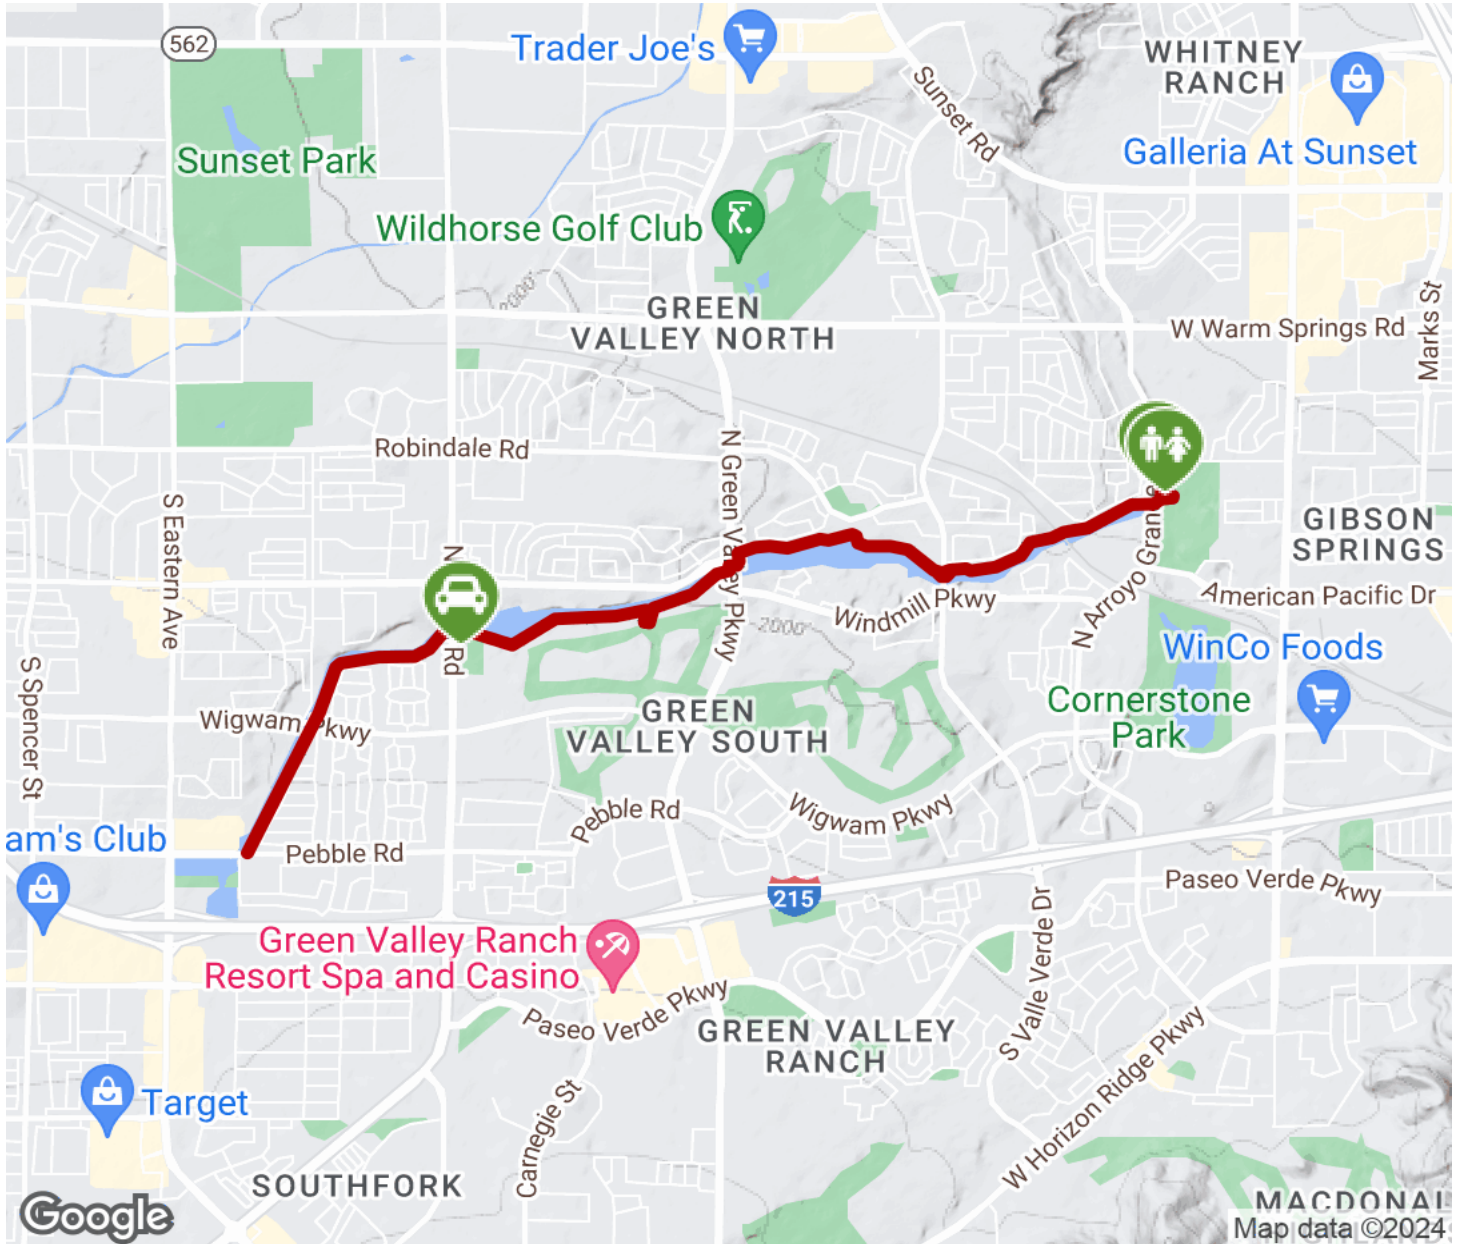 562
Trader Joe's
WHITNEY
RANCH
Sunset Rd
Galleria At Sunset
Sunset Park
Wildhorse Golf Club
2000'
GREEN
VALLEY NORTH
W Warm Springs Rd
Marks St
Robindale Rd
N Green Valley Pkwy
S Eastern Ave
N
Rd
GIBSON
SPRINGS
American Pacific Dr
Windmill Pkwy
N Arroyo Gran
2000'
WinCo Foods
S Spencer St
Wigwam Pkwy
Cornerstone
Park
GREEN
VALLEY SOUTH
Pebble Rd
Wigwam Pkwy
am's Club
Pebble Rd
215
Paseo Verde Pkwy
Green Valley Ranch
Resort Spa and Casino
S Valle Verde Dr
Paseo Verde Pkwy
GREEN VALLEY
RANCH
W Horizon Ridge Pkwy
Target
Carnegie St
SOUTHFORK
MACDONAL
Google
Map data ©2024